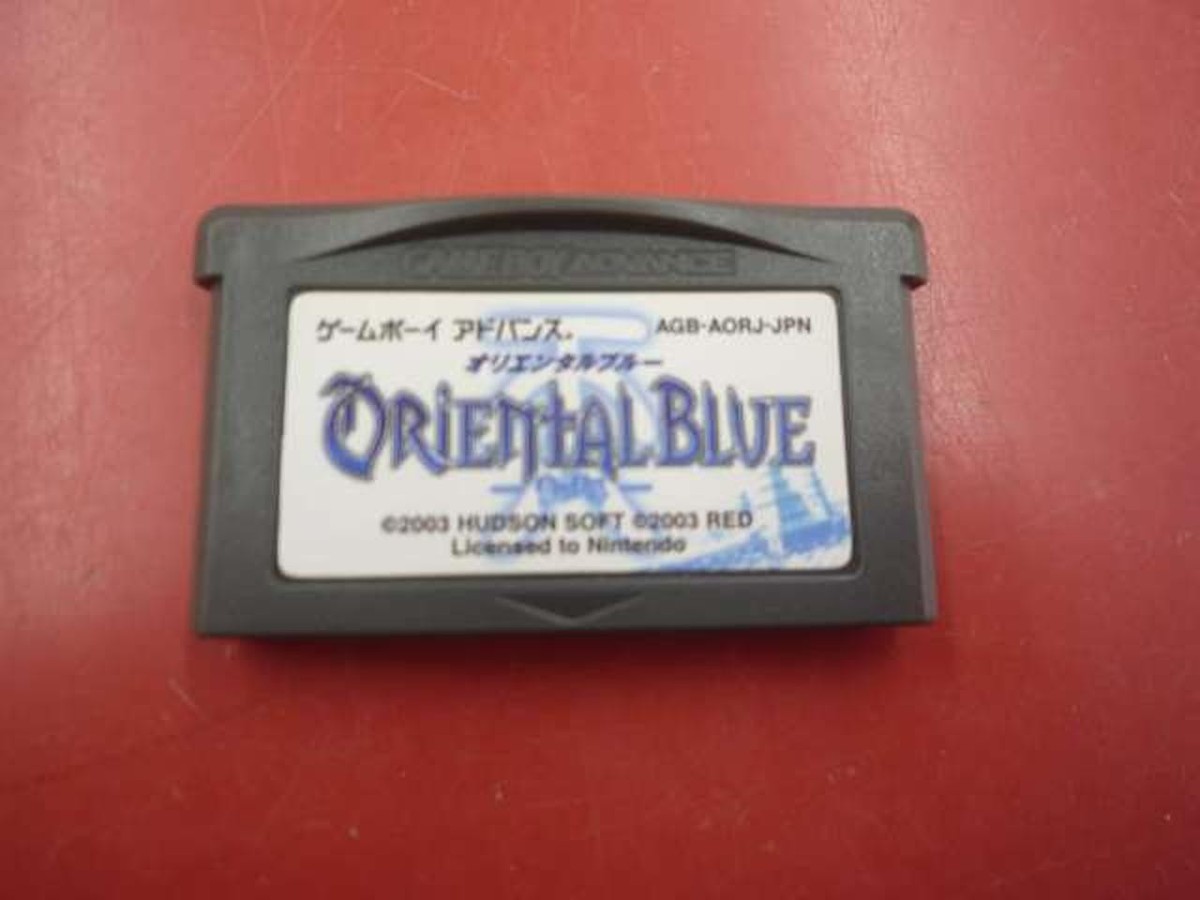 GAME BOY ADVANCE
ゲームボーイ アドバンス. AGB-AORJ-JPN
オリエンタルブルー
ORIENTAL BLUE
©2003 HUDSON SOFT ©2003 RED
Licensed to Nintendo